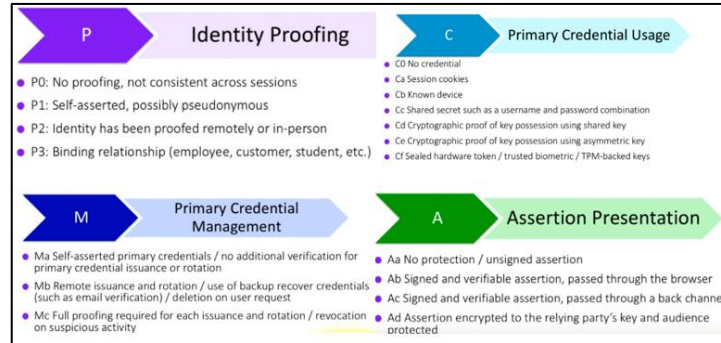 P
Identity Proofing
P0: No proofing, not consistent across sessions
P1: Self-asserted, possibly pseudonymous
P2: Identity has been proofed remotely or in-person
P3: Binding relationship (employee, customer, student, etc.)
C
Primary Credential Usage
C0 No credential
Ca Session cookies
Cb Known device
Cc Shared secret such as a username and password combination
Cd Cryptographic proof of key possession using shared key
Ce Cryptographic proof of key possession using asymmetric key
Cf Sealed hardware token / trusted biometric / TPM-backed keys
M
Primary Credential
Management
Ma Self-asserted primary credentials / no additional verification for
primary credential issuance or rotation
Mb Remote issuance and rotation / use of backup recover credentials
(such as email verification) / deletion on user request
Mc Full proofing required for each issuance and rotation / revocation
on suspicious activity
A
Assertion Presentation
Aa No protection / unsigned assertion
Ab Signed and verifiable assertion, passed through the browser
Ac Signed and verifiable assertion, passed through a back channe
Ad Assertion encrypted to the relying party's key and audience
protected